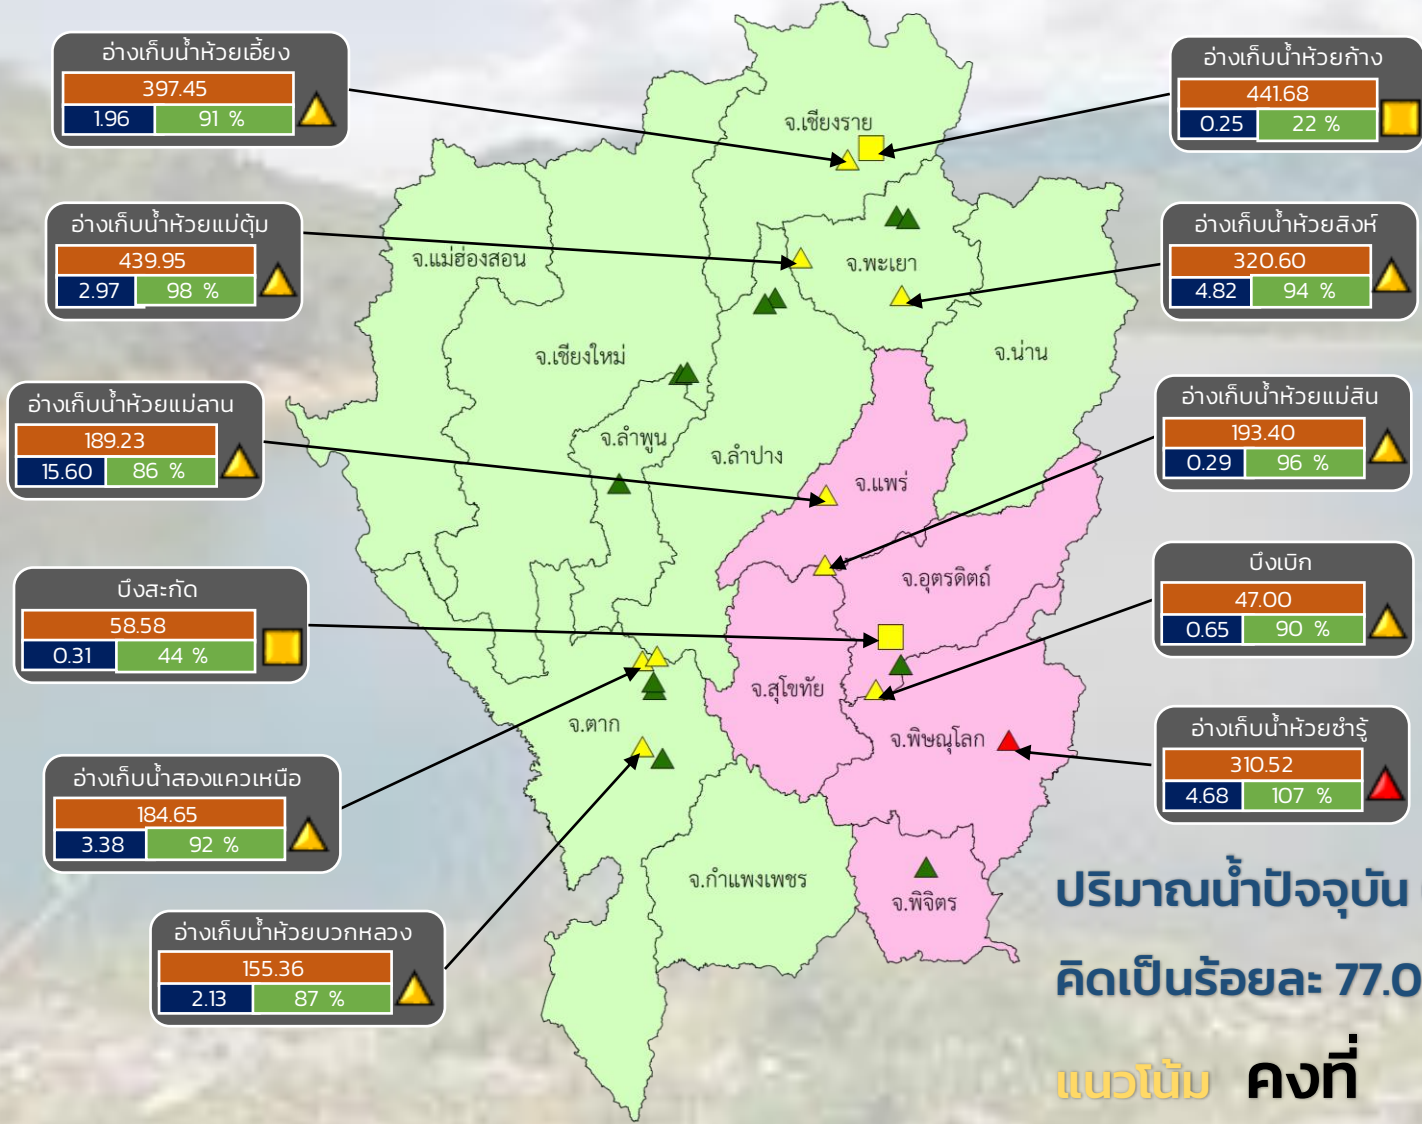 อ่างเก็บน้ำห้วยเอี้ยง
397.45
1.96 91 %
อ่างเก็บน้ำห้วยก้าง
441.68
0.25 22 %
อ่างเก็บน้ำห้วยแม่ตุ้ม
439.95
2.97 98 %
อ่างเก็บน้ำห้วยสิงห์
320.60
4.82 94 %
อ่างเก็บน้ำห้วยแม่ลาน
189.23
15.60 86 %
อ่างเก็บน้ำห้วยแม่สิน
193.40
0.29 96 %
บึงสะกัด
58.58
0.31 44 %
บึงเบิก
47.00
0.65 90 %
อ่างเก็บน้ำสองแควเหนือ
184.65
3.38 92 %
อ่างเก็บน้ำห้วยซำรู้
310.52
4.68 107 %
อ่างเก็บน้ำห้วยบวกหลวง
155.36
2.13 87 %
จ.เชียงราย
จ.แม่ฮ่องสอน
จ.พะเยา
จ.เชียงใหม่
จ.น่าน
จ.ลำพูน
จ.ลำปาง
จ.แพร่
จ.อุตรดิตถ์
จ.สุโขทัย
จ.ตาก
จ.พิษณุโลก
จ.กำแพงเพชร
จ.พิจิตร
ปริมาณน้ำปัจจุบัน
คิดเป็นร้อยละ 77.0
แนวโน้ม คงที่